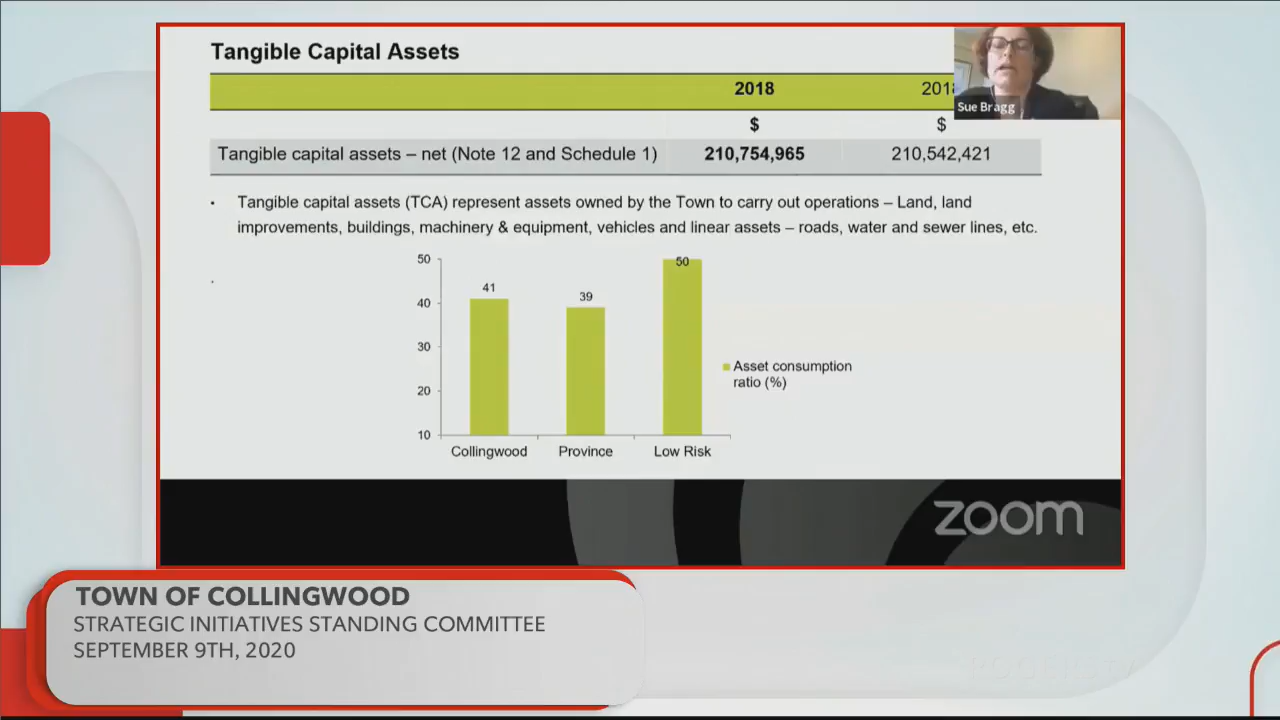 Tangible Capital Assets
2018
$
$
Tangible capital assets – net (Note 12 and Schedule 1) 210,754,965 210,542,421
• Tangible capital assets (TCA) represent assets owned by the Town to carry out operations – Land, land
improvements, buildings, machinery & equipment, vehicles and linear assets – roads, water and sewer lines, etc.
Sue Bragg
50
40
30
20
10
41
39
50
Collingwood
Province
Low Risk
Asset consumption
ratio (%)
zoom
TOWN OF COLLINGWOOD
STRATEGIC INITIATIVES STANDING COMMITTEE
SEPTEMBER 9TH, 2020